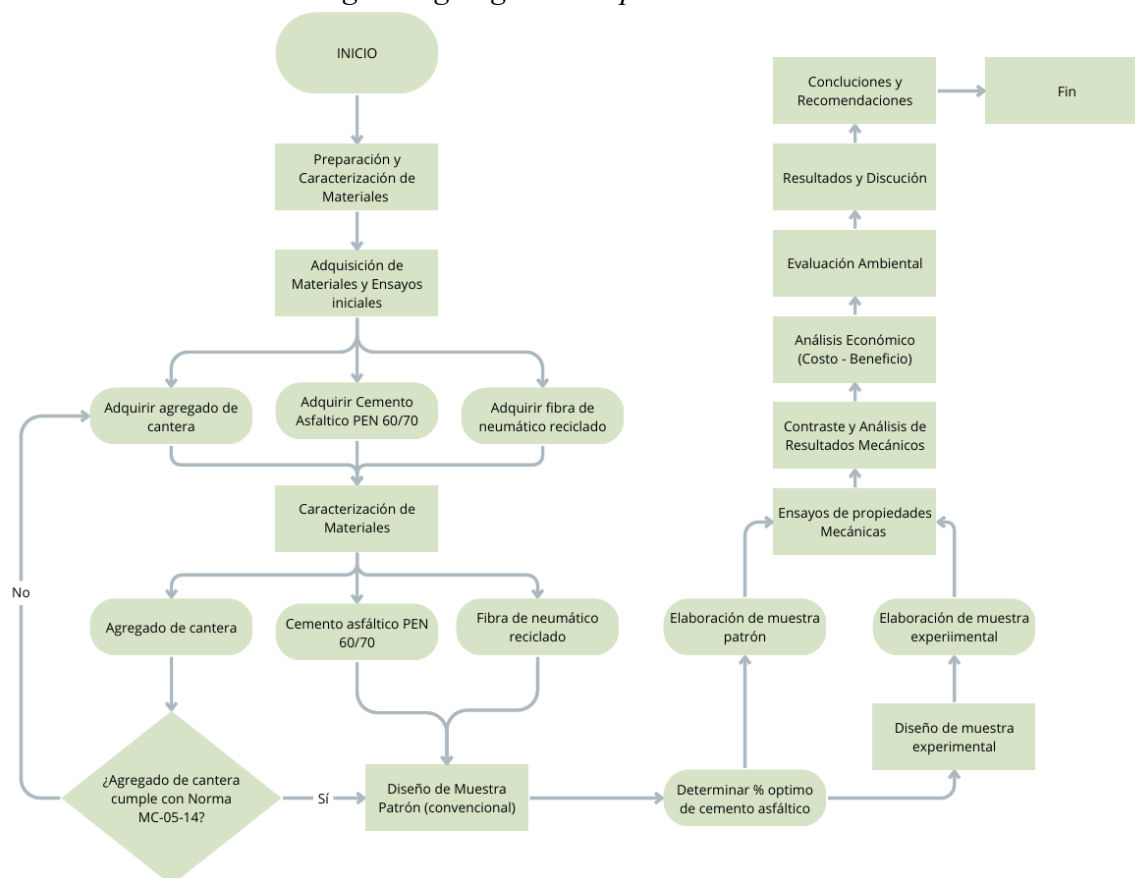 INICIO
Preparación y
Caracterización de
Materiales
Adquisición de
Materiales y Ensayos
iniciales
Adquirir agregado de
cantera
Adquirir Cemento
Asfaltico PEN 60/70
Adquirir fibra de
neumático reciclado
Caracterización de
Materiales
Agregado de cantera
Cemento asfáltico PEN
60/70
Fibra de neumático
reciclado
No
¿Agregado de cantera
cumple con Norma
MC-05-14?
Sí
Diseño de Muestra
Patrón (convencional)
Determinar % optimo
de cemento asfáltico
Elaboración de muestra
patrón
Diseño de muestra
experimental
Elaboración de muestra
experiimental
Ensayos de propiedades
Mecánicas
Contraste y Análisis de
Resultados Mecánicos
Análisis Económico
(Costo - Beneficio)
Evaluación Ambiental
Resultados y Discución
Concluciones y
Recomendaciones
Fin